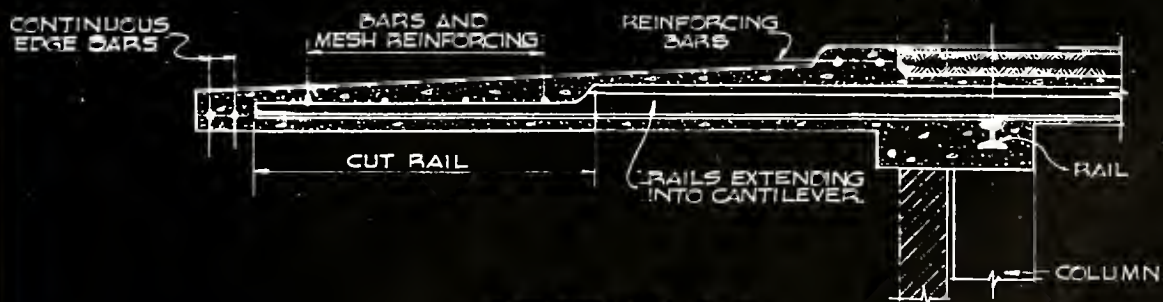 CONTINUOUS
EDGE BARS
BARS AND
MESH REINFORCING
REINFORCING
BARS
CUT RAIL
RAILS EXTENDING
INTO CANTILEVER
RAIL
COLUMN